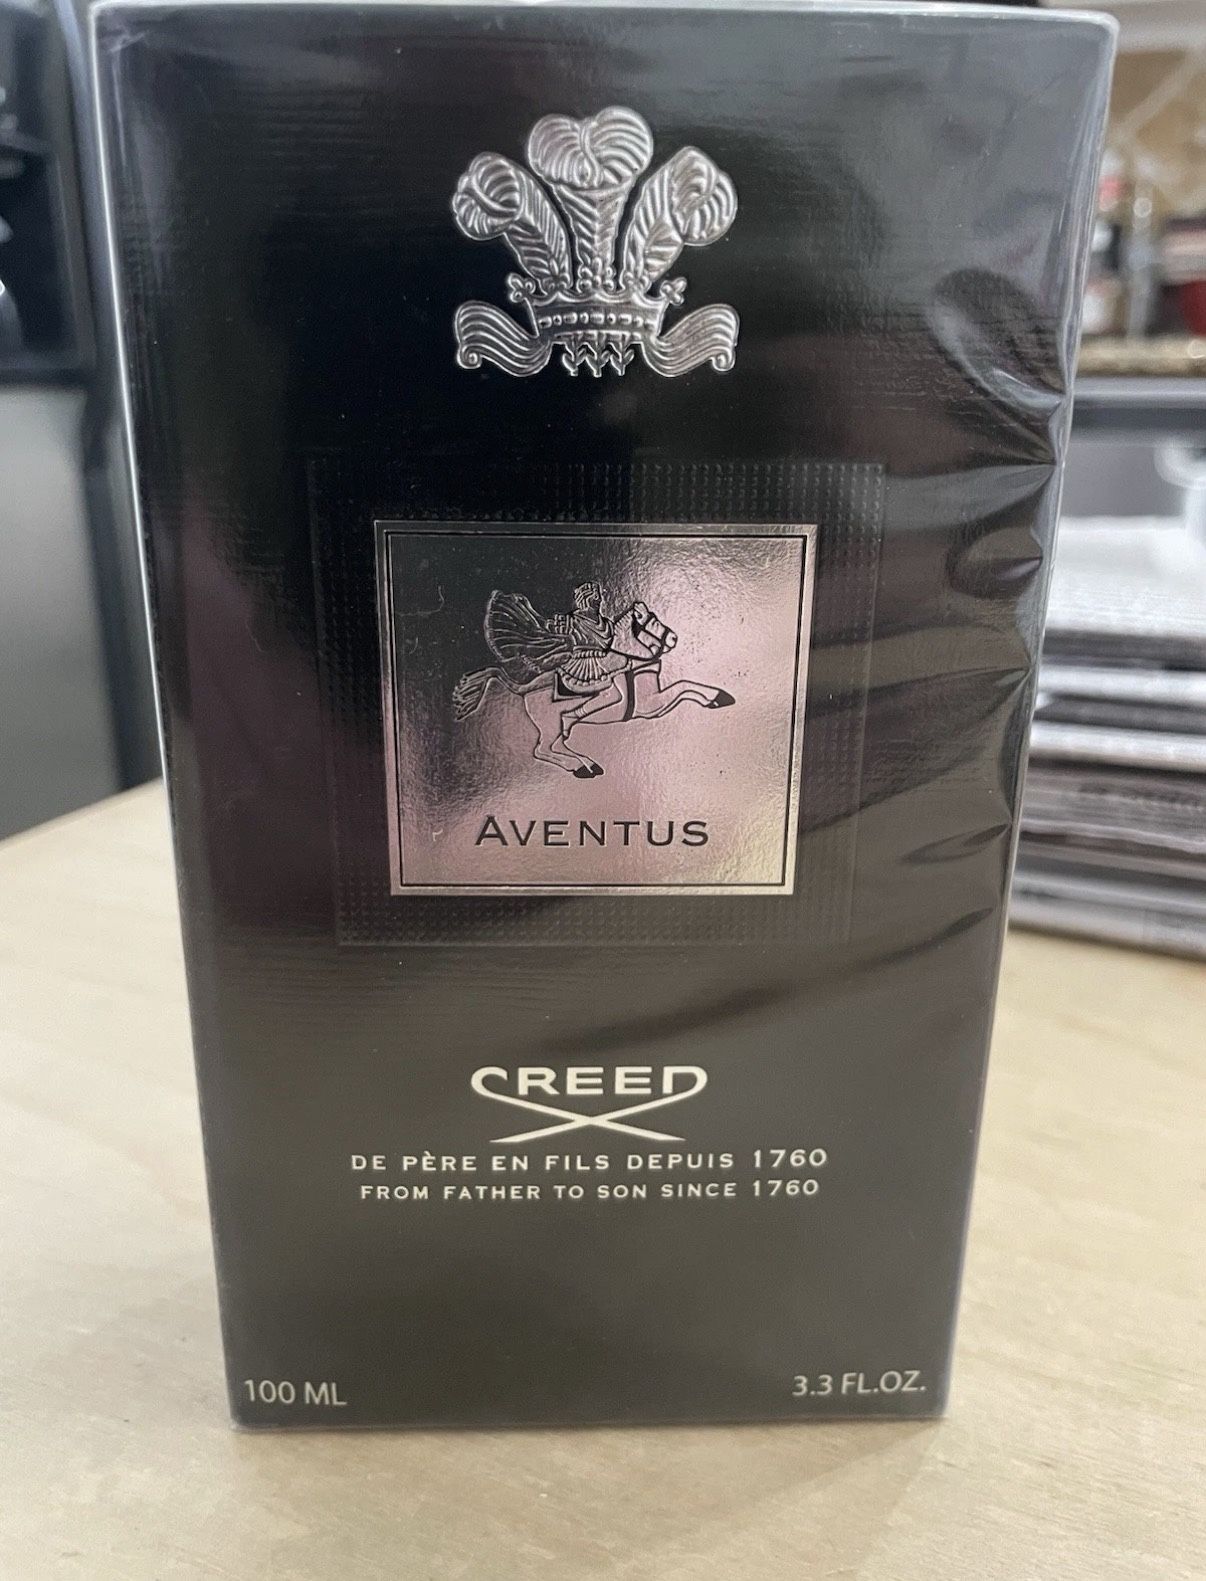 AVENTUS
CREED
DE PÈRE EN FILS DEPUIS 1760
FROM FATHER TO SON SINCE 1760
100 ML
3.3 FL.OZ.